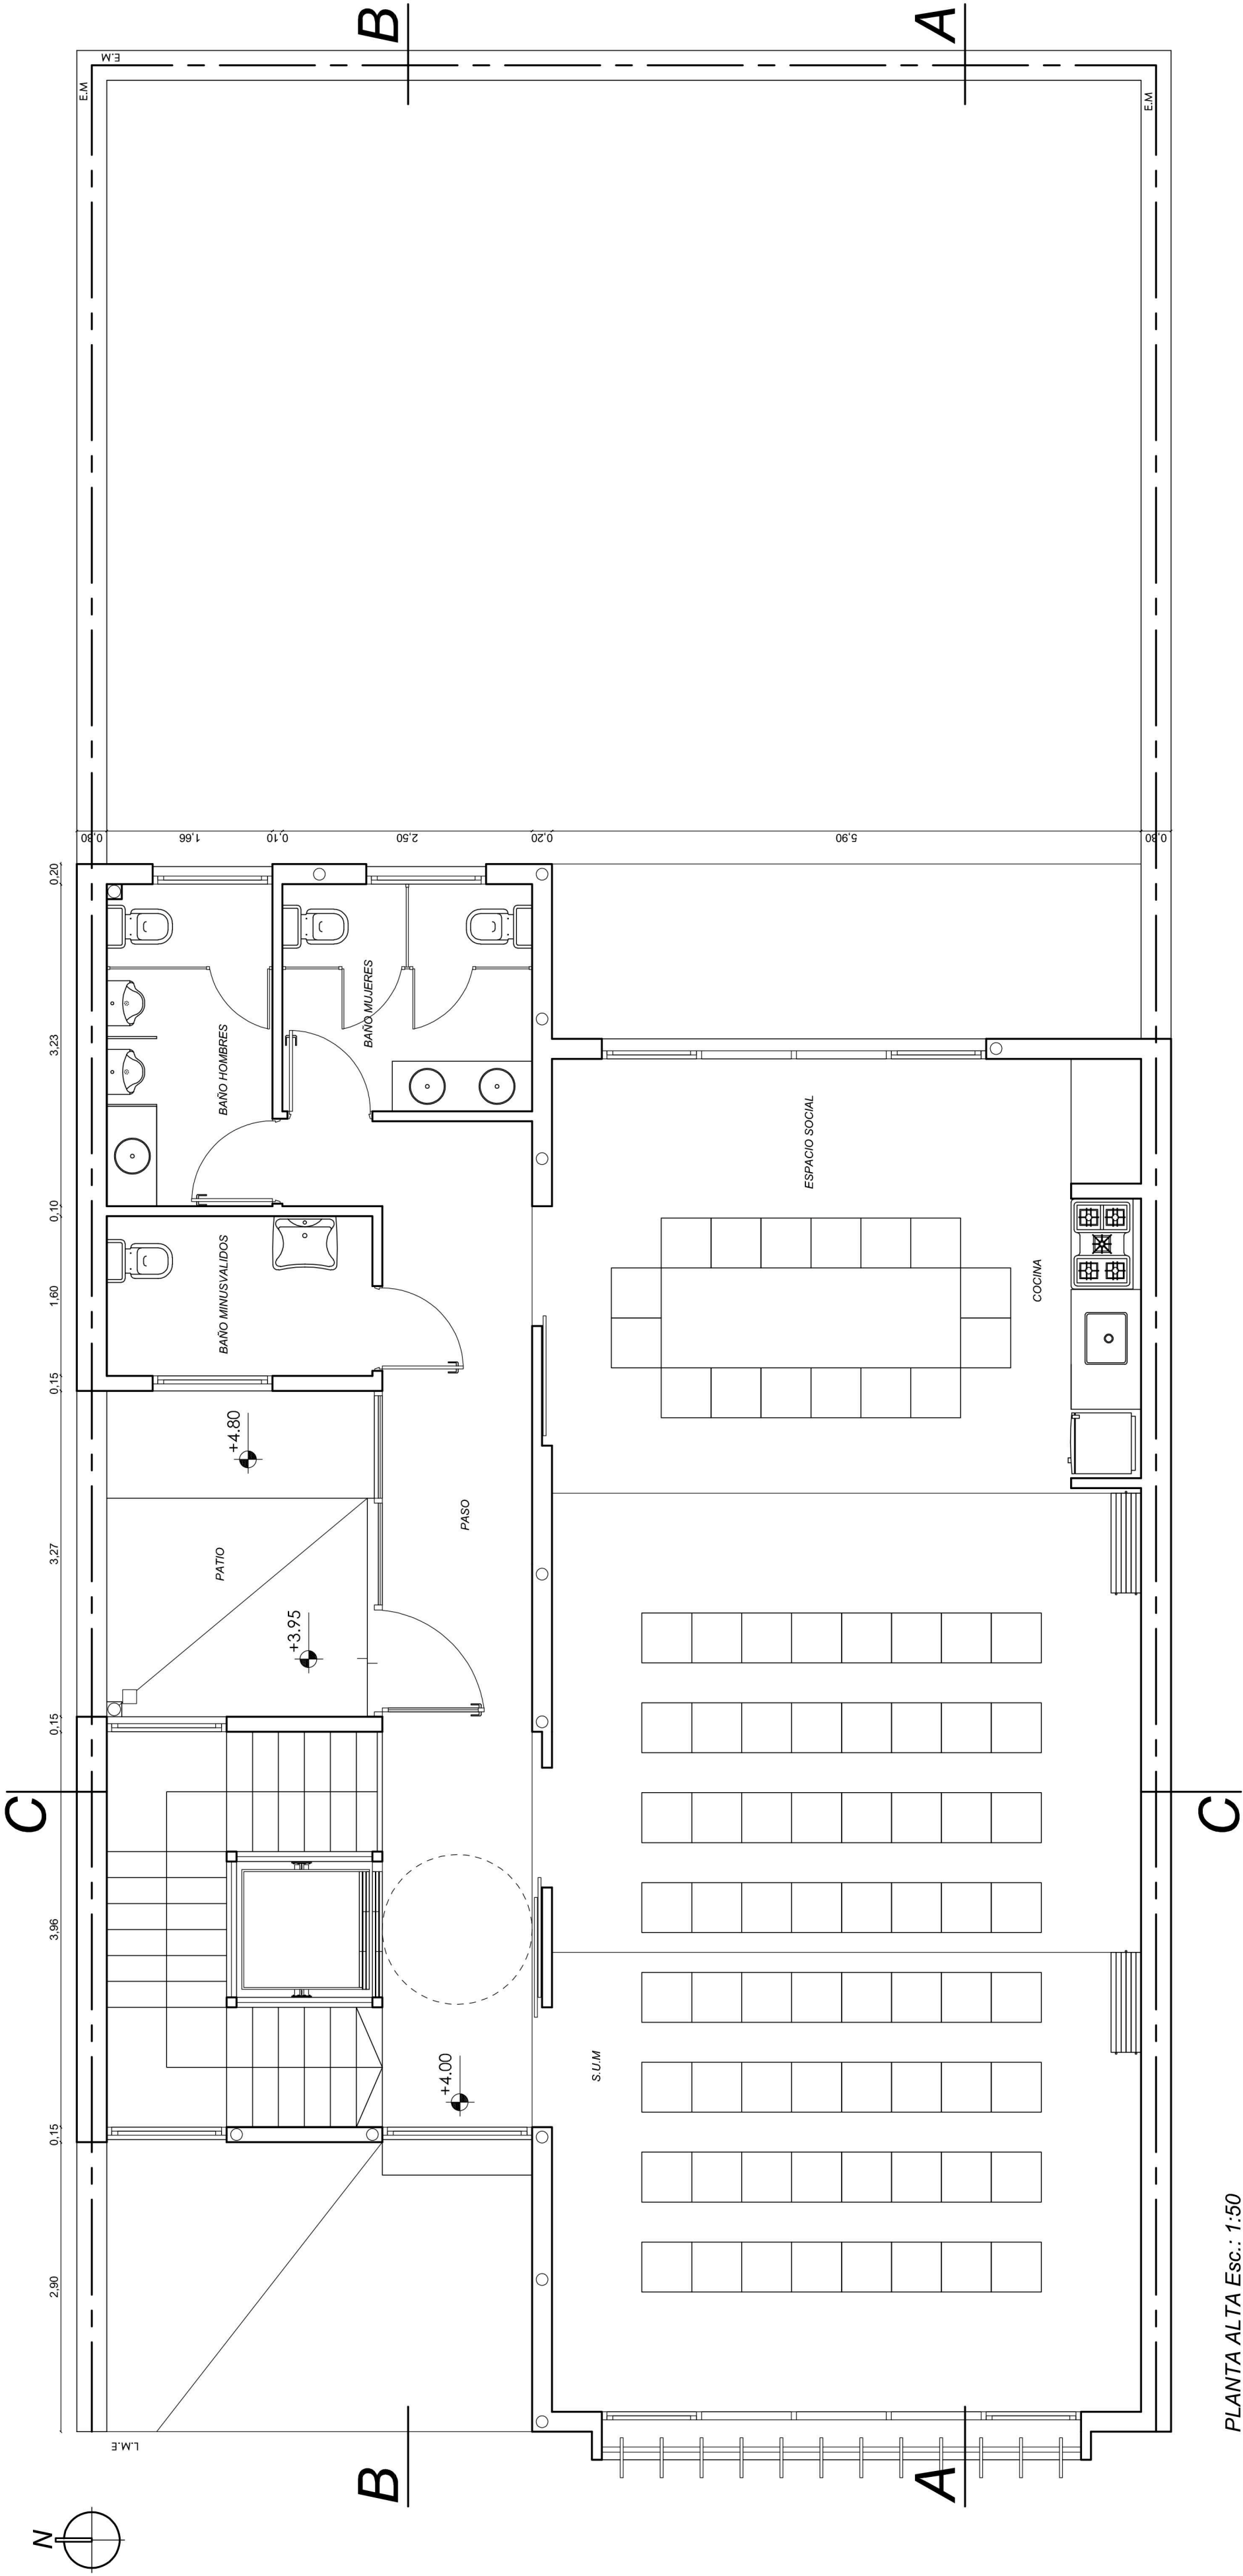 B
A
E.M
E.M
E.M
0,80
1,66
0,10
2,50
0,20
5,90
0,80
0,20
3,23
0,10
1,60
0,15
3,27
0,15
3,96
0,15
2,90
BAÑO HOMBRES
BAÑO MUJERES
BAÑO MINUSVALIDOS
ESPACIO SOCIAL
COCINA
+4.80
PATIO
PASO
+3.95
C
C
+4.00
S.U.M
L.M.E
B
A
N
PLANTA ALTA Esc.: 1:50